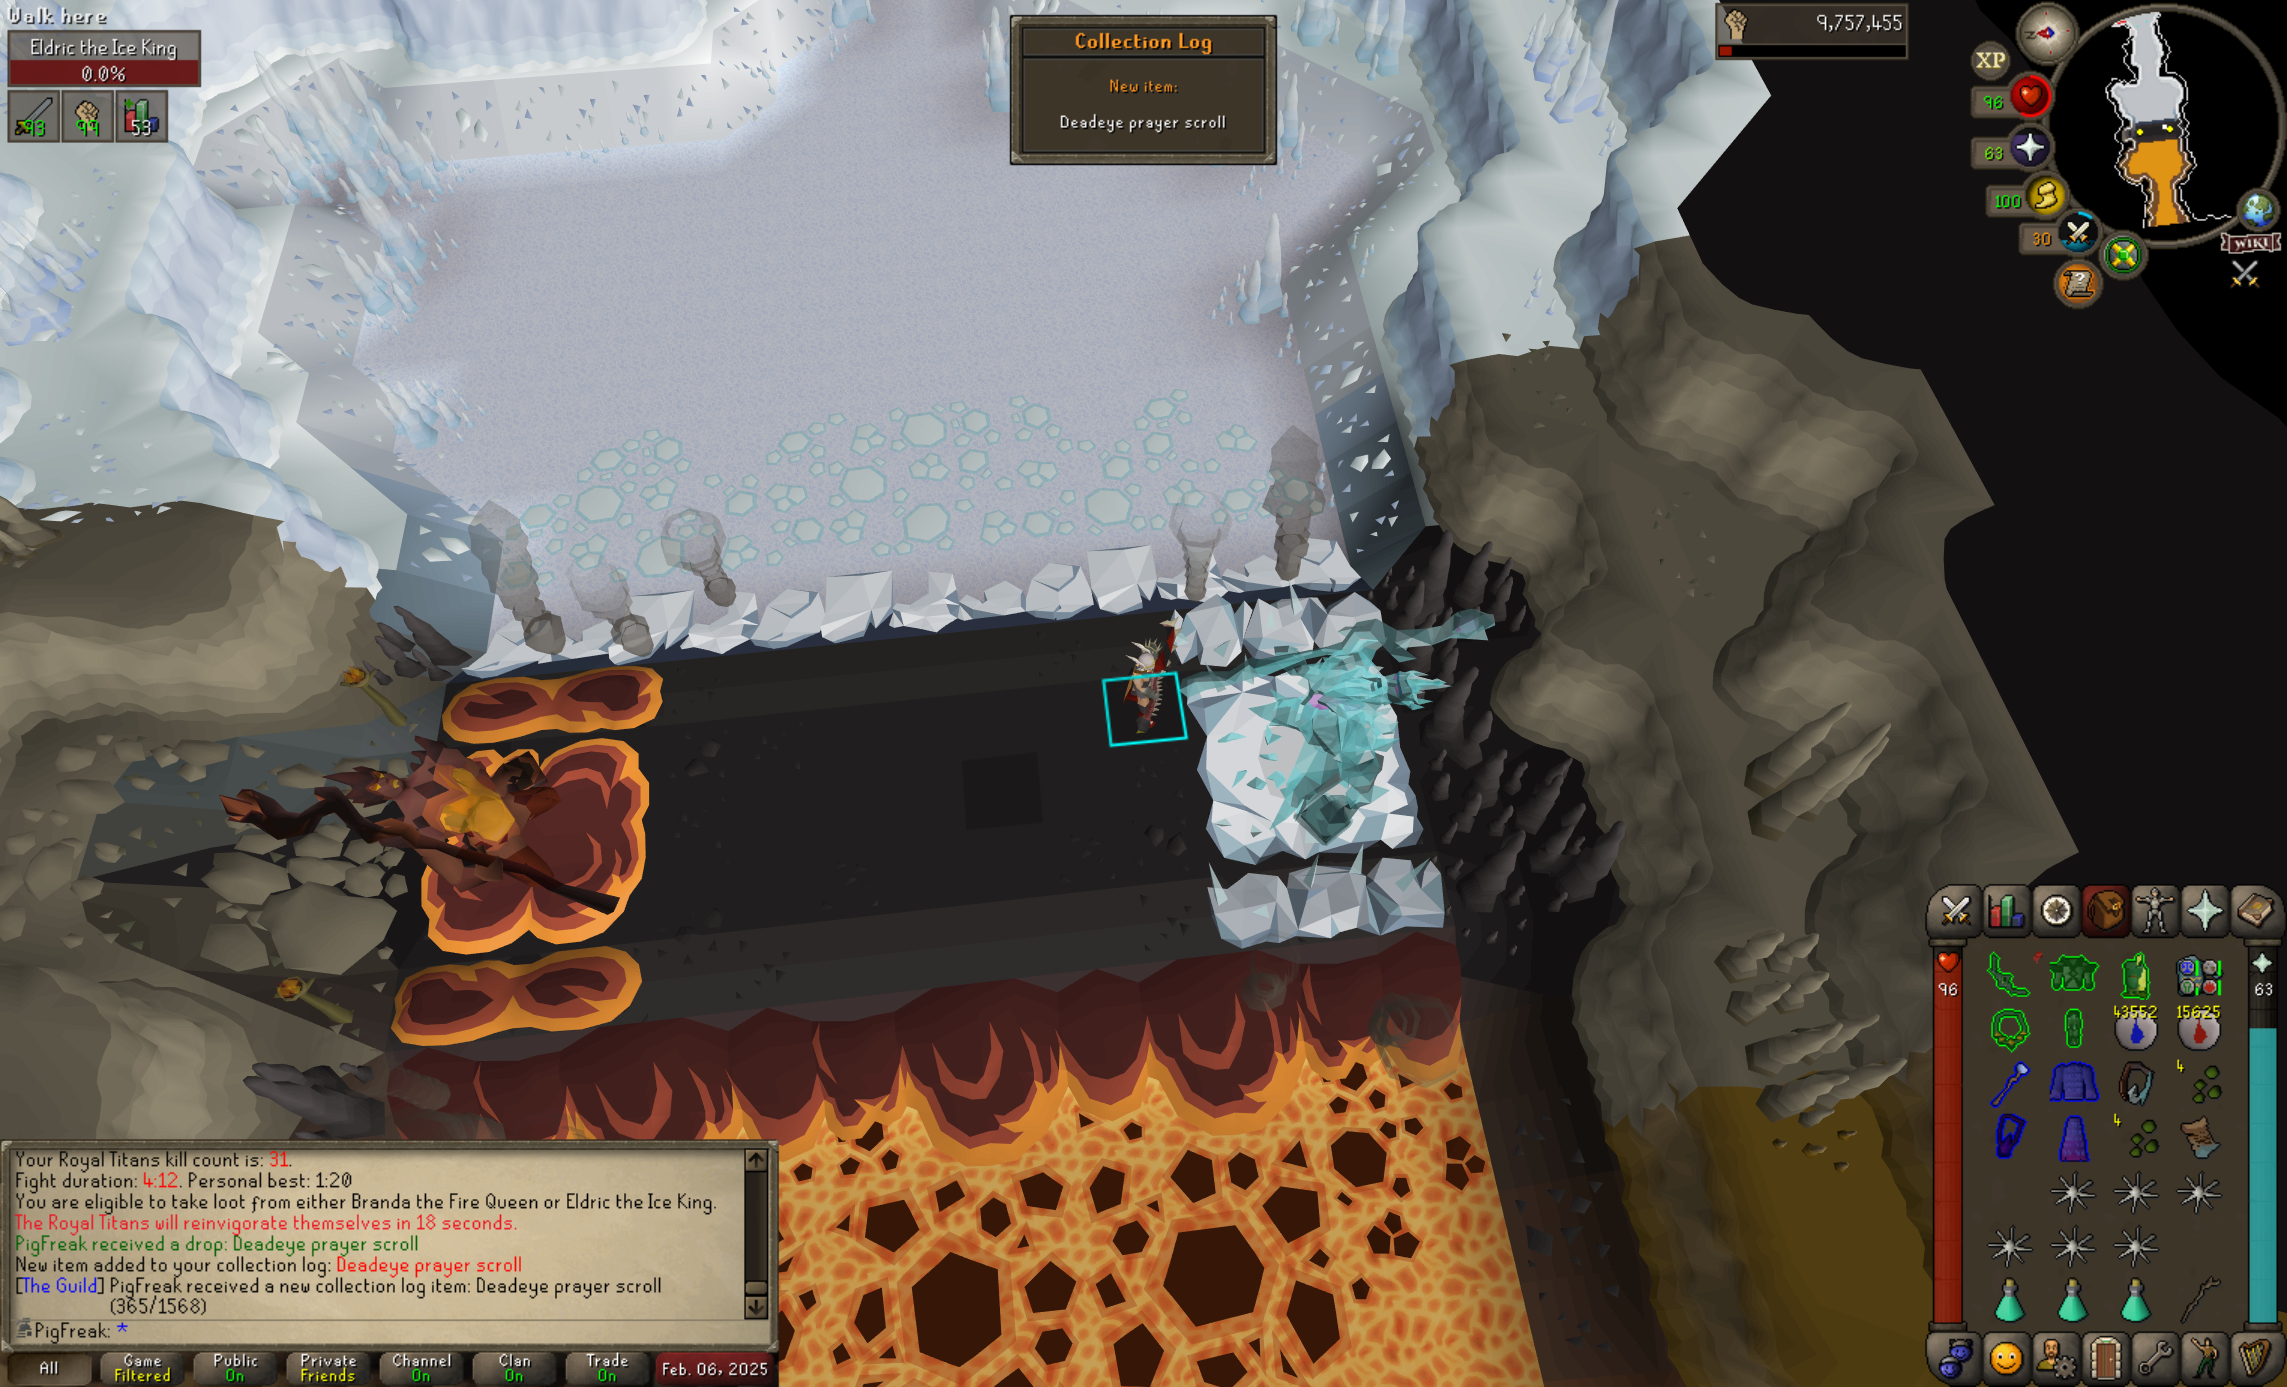 Walk here
Eldric the Ice King
0.0%
93
99
53
Collection Log
New item:
Deadeye prayer scroll
9,757,455
XP
96
63
100
30
WIKI
96
63
43552
15625
4
4
Your Royal Titans kill count is: 31.
Fight duration: 4:12. Personal best: 1:20
You are eligible to take loot from either Branda the Fire Queen or Eldric the Ice King.
The Royal Titans will reinvigorate themselves in 18 seconds.
PigFreak received a drop: Deadeye prayer scroll
New item added to your collection log: Deadeye prayer scroll
[The Guild] PigFreak received a new collection log item: Deadeye prayer scroll
(365/1568)
PigFreak: *
All
Game
Filtered
Public
On
Private
Friends
Channel
On
Clan
On
Trade
On
Feb. 06, 2025